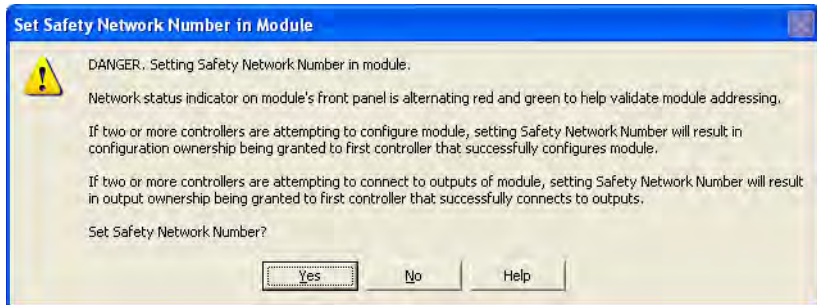 Set Safety Network Number in Module
DANGER. Setting Safety Network Number in module.
Network status indicator on module's front panel is alternating red and green to help validate module addressing.
If two or more controllers are attempting to configure module, setting Safety Network Number will result in
configuration ownership being granted to first controller that successfully configures module.
If two or more controllers are attempting to connect to outputs of module, setting Safety Network Number will result
in output ownership being granted to first controller that successfully connects to outputs.
Set Safety Network Number?
Yes No Help